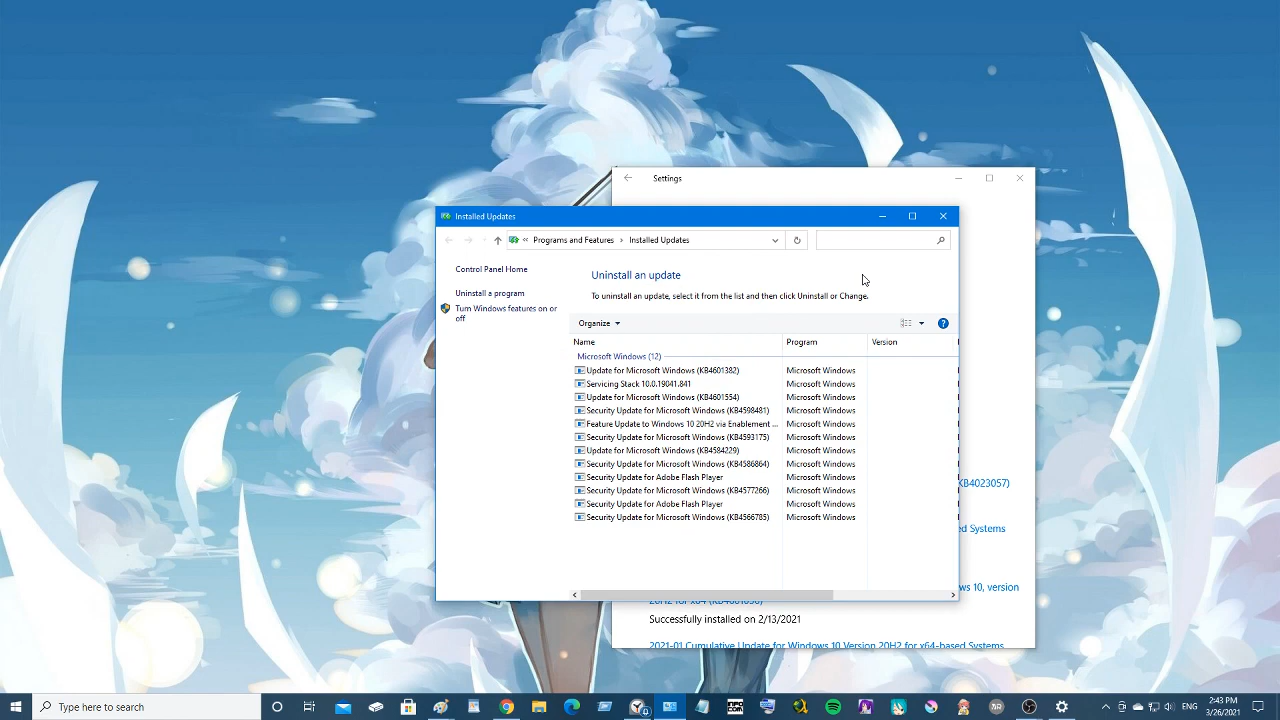 Settings
Installed Updates
« Programs and Features › Installed Updates
Control Panel Home
Uninstall a program
Turn Windows features on or
off
Uninstall an update
To uninstall an update, select it from the list and then click Uninstall or Change.
Organize
Name Program Version
Microsoft Windows (12)
Update for Microsoft Windows (KB4601382) Microsoft Windows
Servicing Stack 10.0.19041.841 Microsoft Windows
Update for Microsoft Windows (KB4601554) Microsoft Windows
Security Update for Microsoft Windows (KB4598481) Microsoft Windows
Feature Update to Windows 10 20H2 via Enablement ... Microsoft Windows
Security Update for Microsoft Windows (KB4593175) Microsoft Windows
Update for Microsoft Windows (KB4584229) Microsoft Windows
Security Update for Microsoft Windows (KB4586864) Microsoft Windows
Security Update for Adobe Flash Player Microsoft Windows
Security Update for Microsoft Windows (KB4577266) Microsoft Windows
Security Update for Adobe Flash Player Microsoft Windows
Security Update for Microsoft Windows (KB4566785) Microsoft Windows
KB4023057)
ed Systems
ws 10, version
Successfully installed on 2/13/2021
2021-01 Cumulative Update for Windows 10 Version 20H2 for x64-based Systems
Type here to search
ENG
2:43 PM
3/26/2021